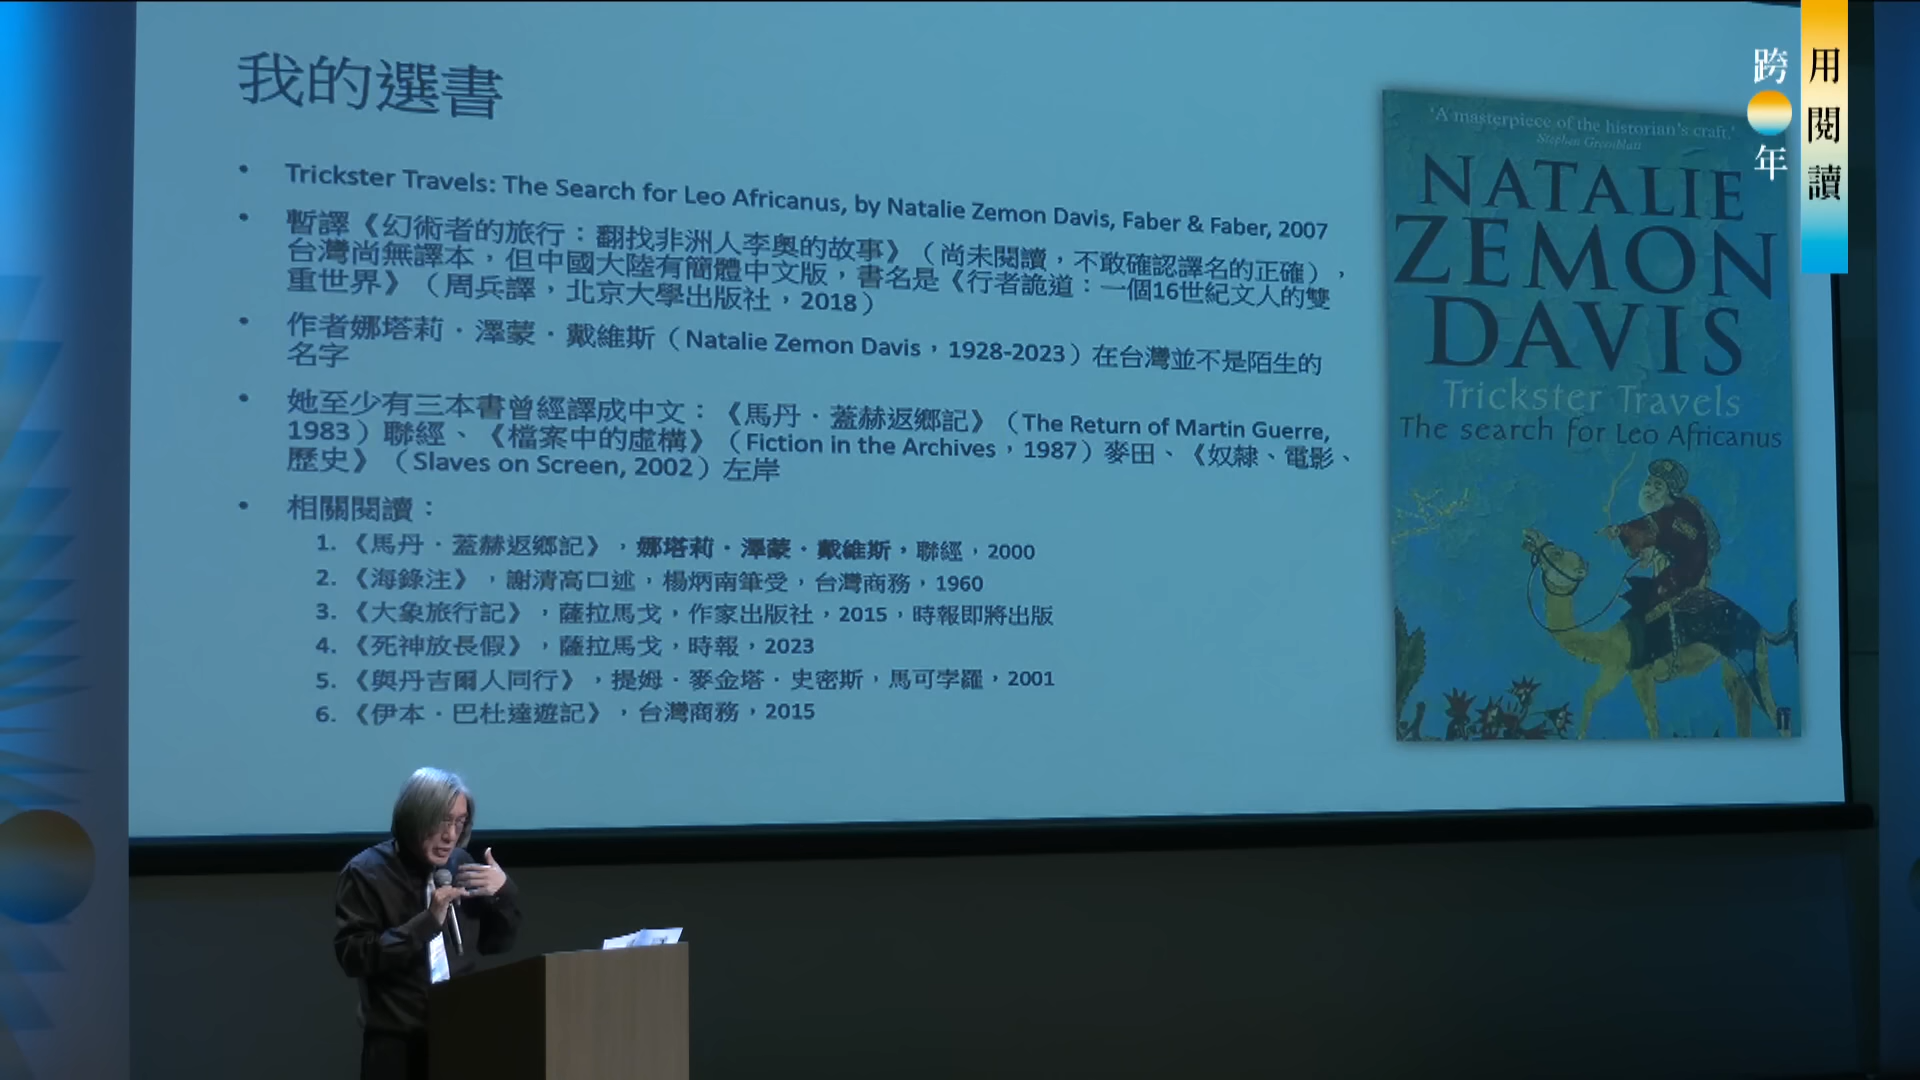 我的選書
• Trickster Travels: The Search for Leo Africanus, by Natalie Zemon Davis, Faber & Faber, 2007
• 暫譯《幻術者的旅行：翻找非洲人李奧的故事》（尚未閱讀，不敢確認譯名的正確），
台灣尚無譯本，但中國大陸有簡體中文版，書名是《行者詭道：一個16世紀文人的雙
重世界》（周兵譯，北京大學出版社，2018）
• 作者娜塔莉．澤蒙．戴維斯（Natalie Zemon Davis，1928-2023）在台灣並不是陌生的
名字
• 她至少有三本書曾經譯成中文：《馬丹．蓋赫返鄉記》（The Return of Martin Guerre,
1983）聯經、《檔案中的虛構》（Fiction in the Archives，1987）麥田、《奴隸、電影、
歷史》（Slaves on Screen, 2002）左岸
• 相關閱讀：
1. 《馬丹．蓋赫返鄉記》，娜塔莉．澤蒙．戴維斯，聯經，2000
2. 《海錄注》，謝清高口述，楊炳南筆受，台灣商務，1960
3. 《大象旅行記》，薩拉馬戈，作家出版社，2015，時報即將出版
4. 《死神放長假》，薩拉馬戈，時報，2023
5. 《與丹吉爾人同行》，提姆．麥金塔．史密斯，馬可孛羅，2001
6. 《伊本．巴杜達遊記》，台灣商務，2015
'A masterpiece of the historian's craft.'
Stephen Greenblatt
NATALIE
ZEMON
DAVIS
Trickster Travels
The search for Leo Africanus
ff
用閱讀
跨年